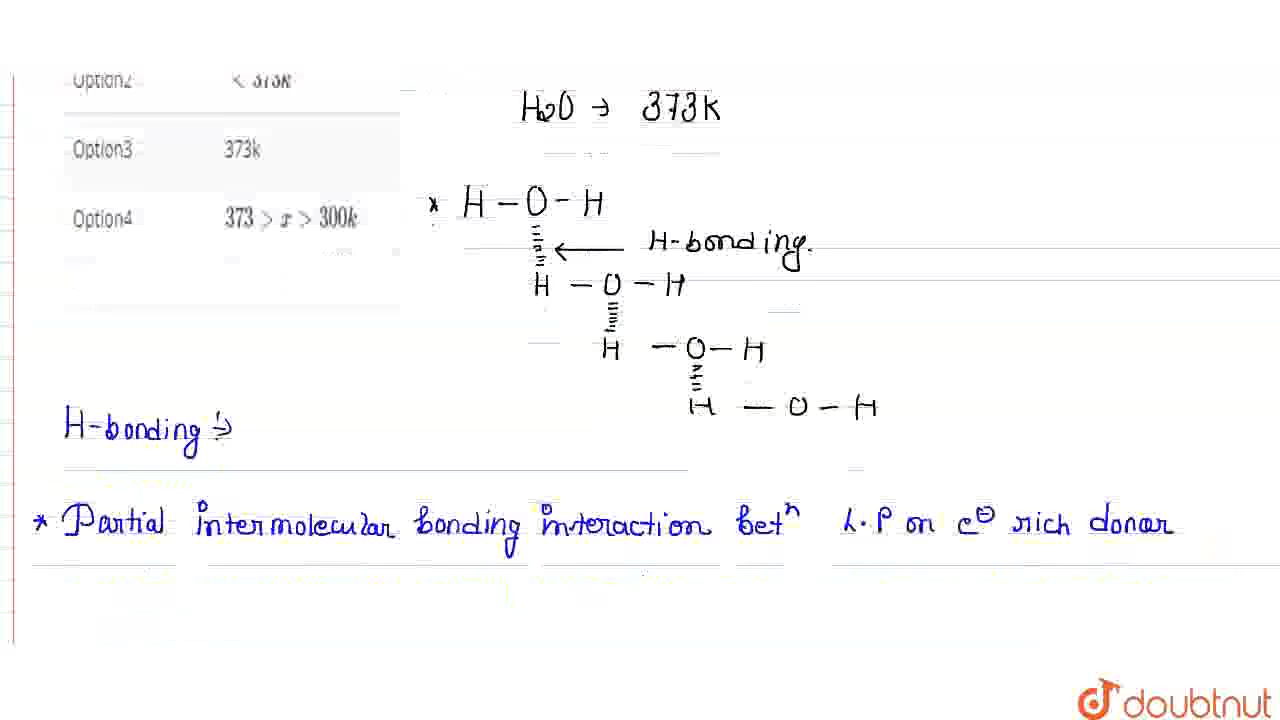 Option2 < 373k
H2O → 373k
Option3 373k
* H - O - H
Option4 373 > x > 300k
← H-bonding.
H - O - H
H - O - H
H - O - H
H-bonding :→
* Partial intermolecular bonding interaction betⁿ L.P on e⊖ rich donar
doubtnut